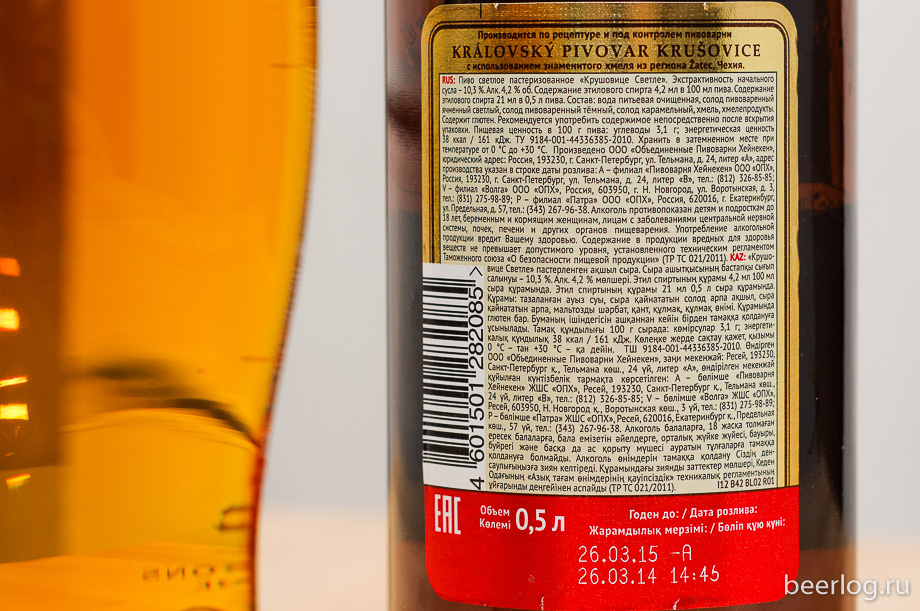 Производится по рецептуре и под контролем пивоварни
KRÁLOVSKÝ PIVOVAR KRUŠOVICE
с использованием знаменитого хмеля из региона Žatec, Чехия.
RUS: Пиво светлое пастеризованное «Крушовице Светле». Экстрактивность начального
сусла – 10,3 % Алк. 4,2 % об. Содержание этилового спирта 4,2 мл в 100 мл пива. Содержание
этилового спирта 21 мл в 0,5 л пива. Состав: вода питьевая очищенная, солод пивоваренный
ячменный светлый, солод пивоваренный тёмный, солод карамельный, хмель, хмелепродукты.
Содержит глютен. Рекомендуется употребить содержимое непосредственно после вскрытия
упаковки. Пищевая ценность в 100 г пива: углеводы 3,1 г; энергетическая ценность
38 ккал / 161 кДж. ТУ 9184-001-44336385-2010. Хранить в затемненном месте при
температуре от 0 °С до +30 °С. Произведено ООО «Объединенные Пивоварни Хейнекен»,
юридический адрес: Россия, 193230, г. Санкт-Петербург, ул. Тельмана, д. 24, литер «А», адрес
производства указан в строке даты розлива: А – филиал «Пивоварня Хейнекен» ООО «ОПХ»,
Россия, 193230, г. Санкт-Петербург, ул. Тельмана, д. 24, литер «В», тел.: (812) 326-85-85;
V – филиал «Волга» ООО «ОПХ», Россия, 603950, г. Н. Новгород, ул. Воротынская, д. 3,
тел.: (831) 275-98-89; Р – филиал «Патра» ООО «ОПХ», Россия, 620016, г. Екатеринбург,
ул. Предельная, д. 57, тел.: (343) 267-96-38. Алкоголь противопоказан детям и подросткам до
18 лет, беременным и кормящим женщинам, лицам с заболеваниями центральной нервной
системы, почек, печени и других органов пищеварения. Употребление алкогольной
продукции вредит Вашему здоровью. Содержание в продукции вредных для здоровья
веществ не превышает допустимого уровня, установленного техническим регламентом
Таможенного союза «О безопасности пищевой продукции» (ТР ТС 021/2011). KAZ: «Крушо-
вице Светле» пастерленген ақшыл сыра. Сыра ашытқысының бастапқы сығып
салынуы – 10,3 % Алк. 4,2 % мөлшері. Этил спиртының құрамы 4,2 мл 100 мл
сыра құрамында. Этил спиртының құрамы 21 мл 0,5 л сыра құрамында.
Құрамы: тазаланған ауыз суы, сыра қайнататын солод арпа ақшыл, сыра
қайнататын арпа, мальтозды шарбат, қант, құлмақ, құлмақ өнімі. Құрамында
глютен бар. Буманың ішіндегісін ашқаннан кейін бірден тамаққа қолдануға
ұсынылады. Тамақ құндылығы 100 г сырада: көмірсулар 3,1 г; энергети-
калық құндылық 38 ккал / 161 кДж. Көлеңке жерде сақтау қажет, қызымы
0 °С – тан +30 °С – қа дейін. ТШ 9184-001-44336385-2010. Өндірген
ООО «Объединенные Пивоварни Хейнекен», заңи мекенжай: Ресей, 193230,
Санкт-Петербург қ., Тельмана көш., 24 үй, литер «А», өндірілген мекенжай
құйылған күнтізбелік тармақта көрсетілген: А – бөлімше «Пивоварня
Хейнекен» ЖШС «ОПХ», Ресей, 193230, Санкт-Петербург қ., Тельмана көш.,
24 үй, литер «В», тел.: (812) 326-85-85; V – бөлімше «Волга» ЖШС «ОПХ»,
Ресей, 603950, Н. Новгород қ., Воротынская көш., 3 үй, тел.: (831) 275-98-89;
Р – бөлімше «Патра» ЖШС «ОПХ», Ресей, 620016, Екатеринбург қ., Предельная
көш., 57 үй, тел.: (343) 267-96-38. Алкоголь балаларға, 18 жасқа толмаған
ересек балаларға, бала емізетін әйелдерге, орталық жүйке жүйесі, бауыры,
бүйрегі және басқа да ас қорыту мүшесі ауратын тұлғаларға тамаққа
қолдануға болмайды. Алкоголь өнімдерін тамаққа қолдану Сіздің ден-
саулығыңызға зиян келтіреді. Құрамындағы зиянды заттектер мөлшері, Кеден
Одағының «Азық тағам өнімдерінің қауіпсіздік» техникалық регламентының
ұйғарынды деңгейінен аспайды (ТР ТС 021/2011).
I12 B42 BL02 R01
4 601501 282085 >
EAC
Объем
Көлемі 0,5 л
Годен до: / Дата розлива:
Жарамдылық мерзімі: / Бөліп құю күні:
26.03.15 -A
26.03.14 14:45
beerlog.ru